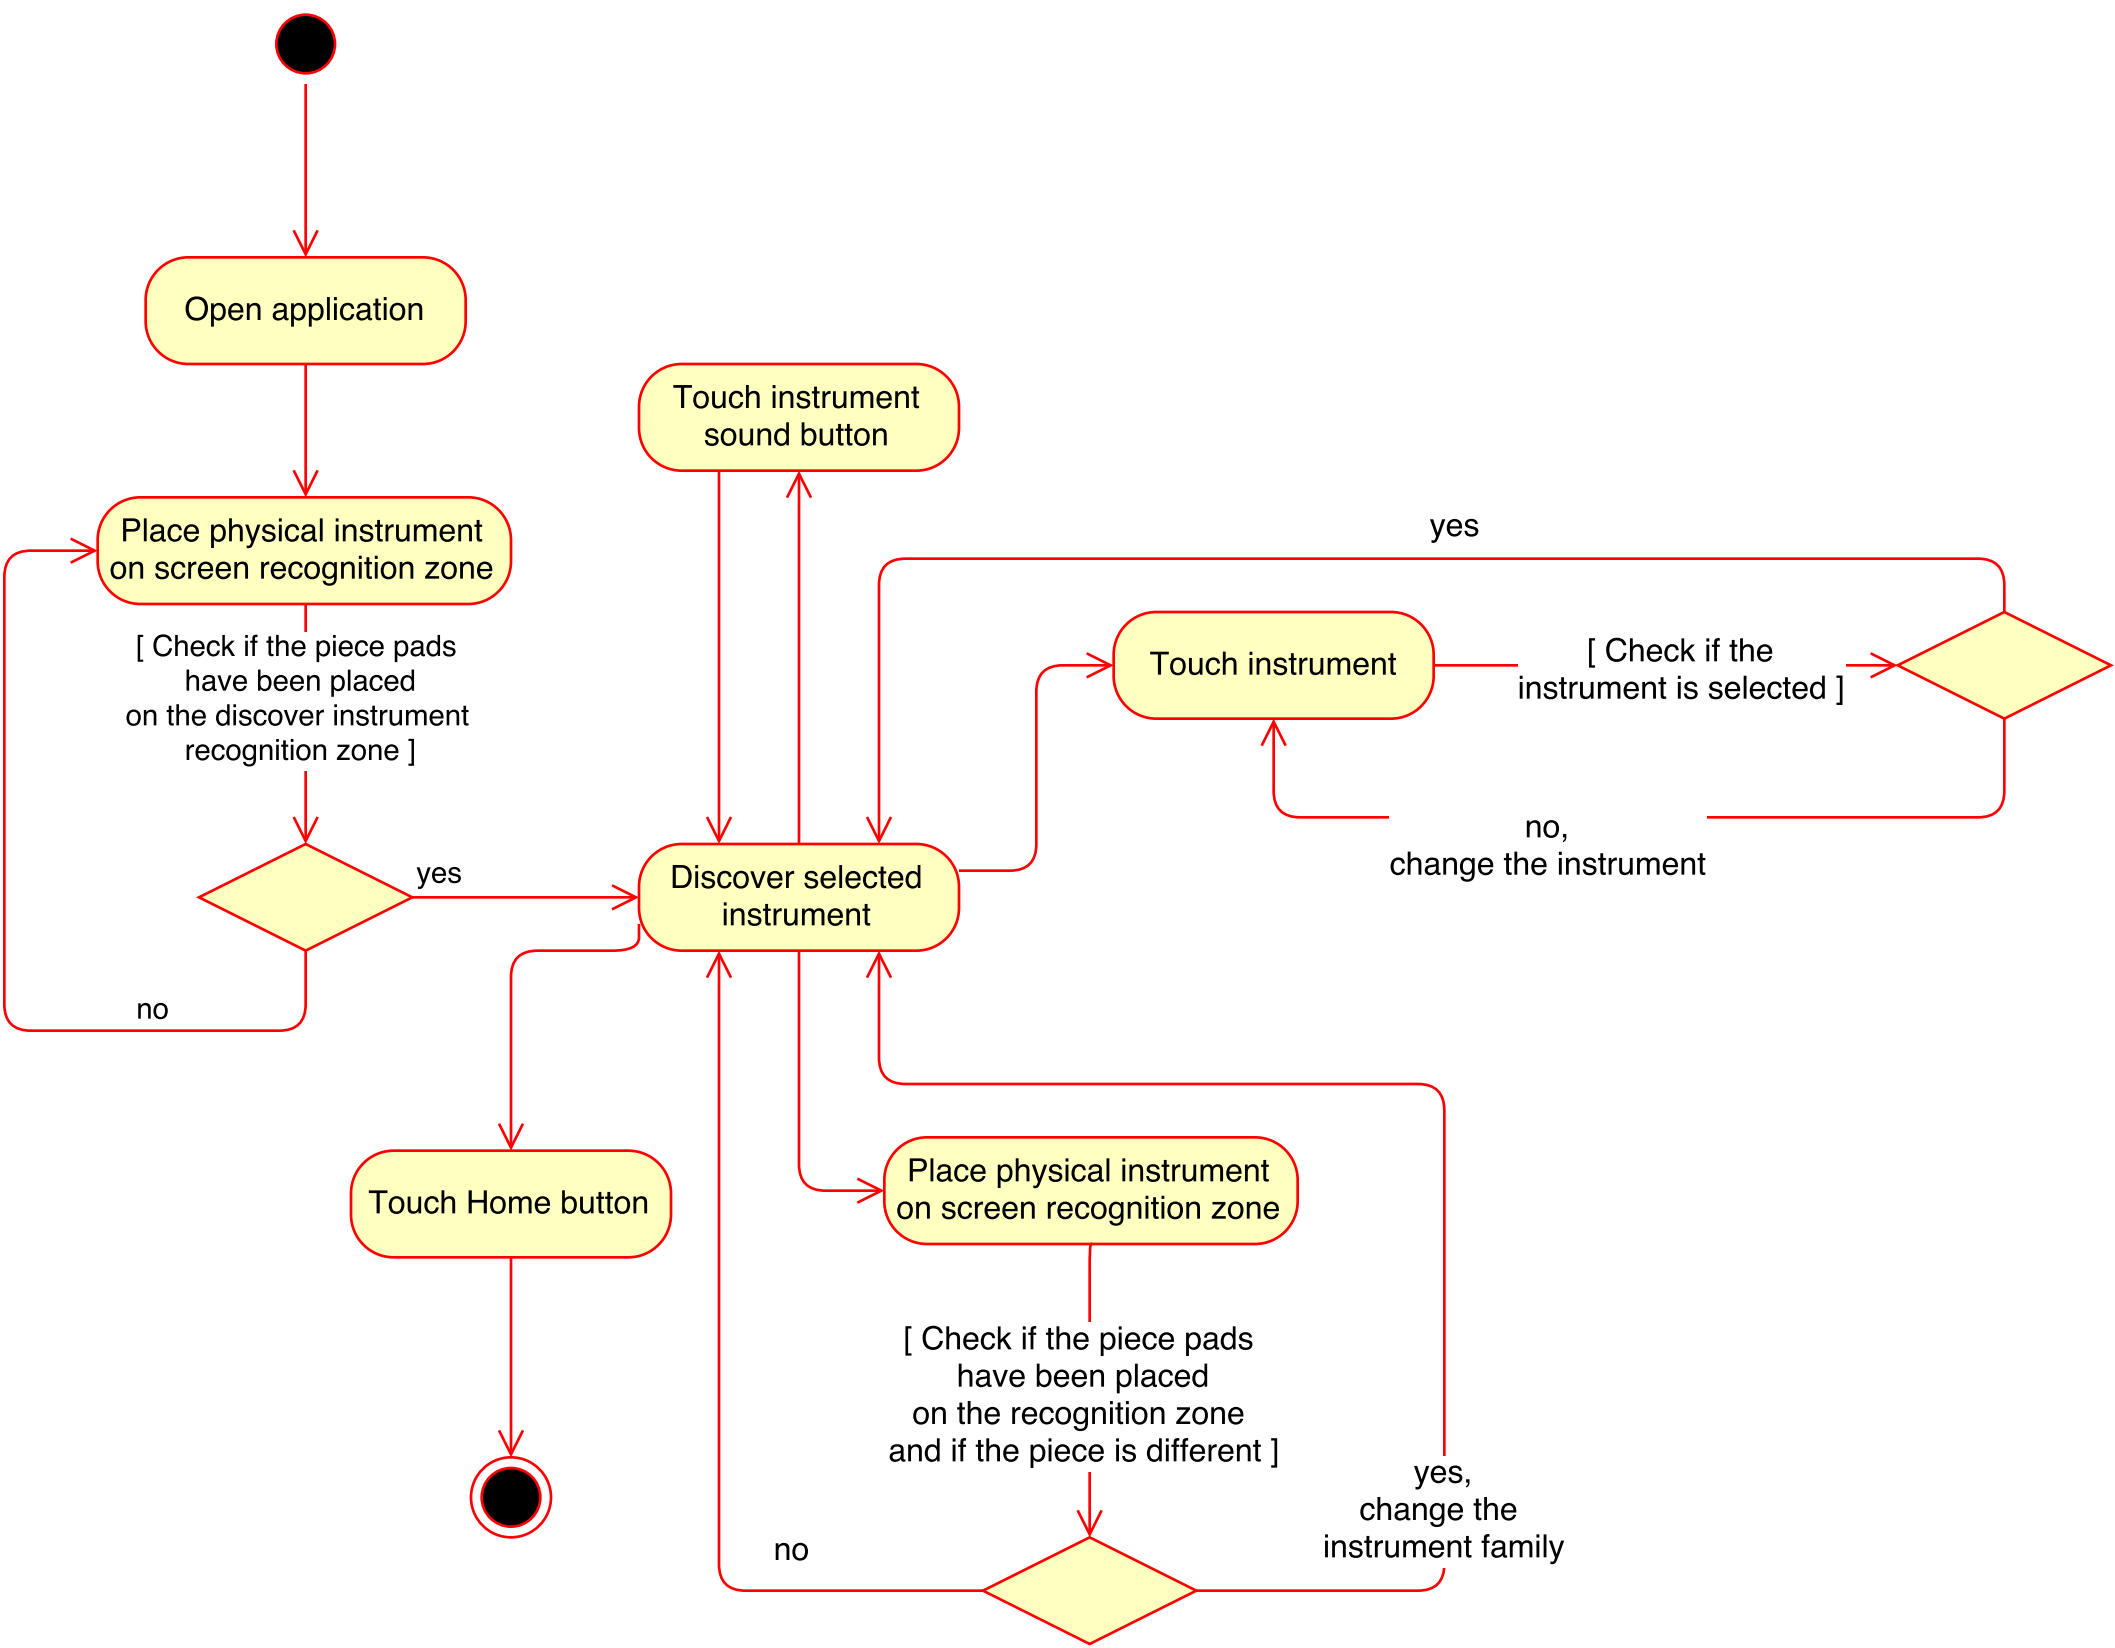 Open application
Touch instrument
sound button
Place physical instrument
on screen recognition zone
yes
[ Check if the piece pads
have been placed
on the discover instrument
recognition zone ]
Touch instrument
[ Check if the
instrument is selected ]
no,
change the instrument
yes
Discover selected
instrument
no
Touch Home button
Place physical instrument
on screen recognition zone
[ Check if the piece pads
have been placed
on the recognition zone
and if the piece is different ]
yes,
change the
instrument family
no